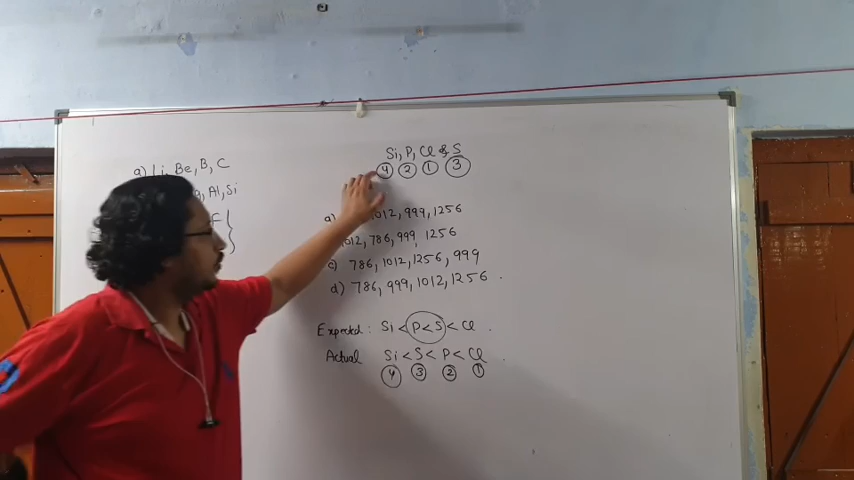 a) Li, Be, B, C
Al, Si
F
Si, P, Cl & S
4 2 1 3
a) 1012, 999, 1256
1012, 786, 999, 1256
c) 786, 1012, 1256, 999
d) 786, 999, 1012, 1256.
Expected: Si < P < S < Cl.
Actual Si < S < P < Cl.
4 3 2 1